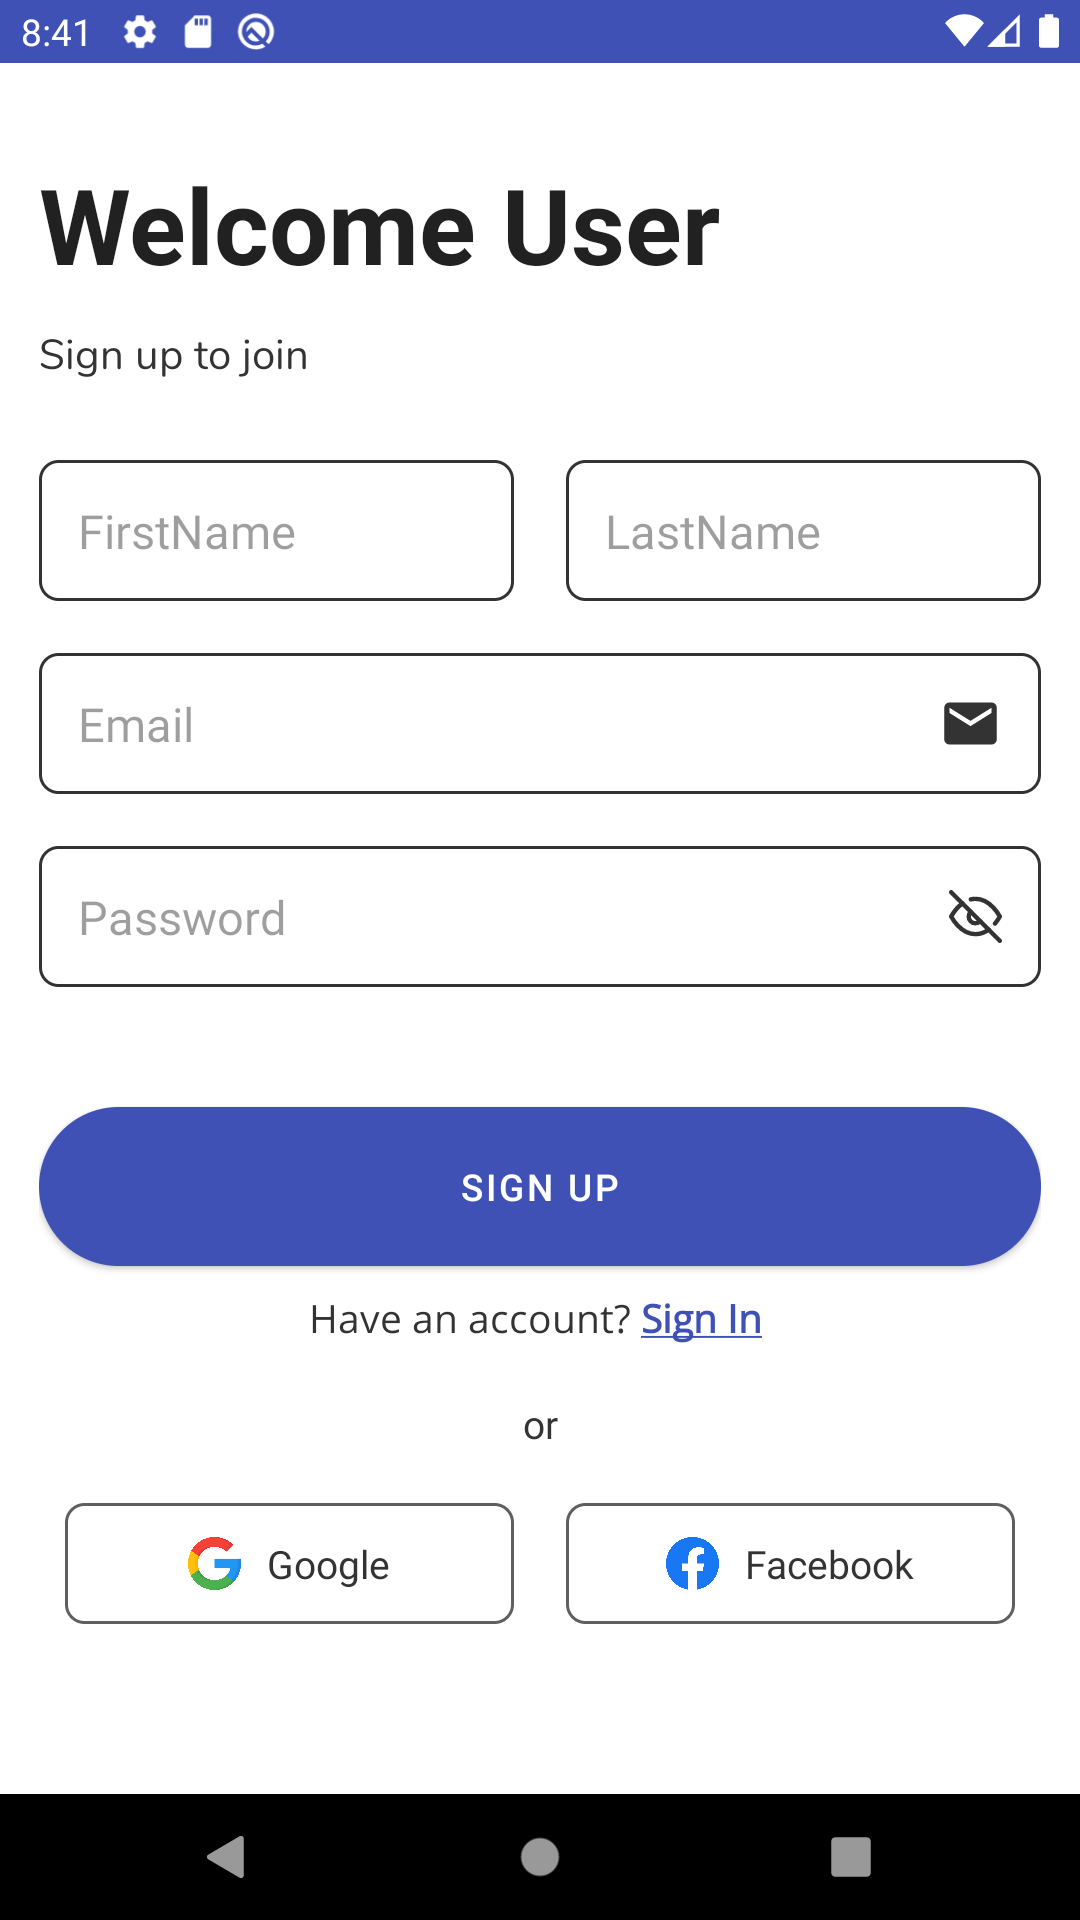 8:41
Welcome User
Sign up to join
FirstName LastName
Email
Password
SIGN UP
Have an account? Sign In
or
Google Facebook